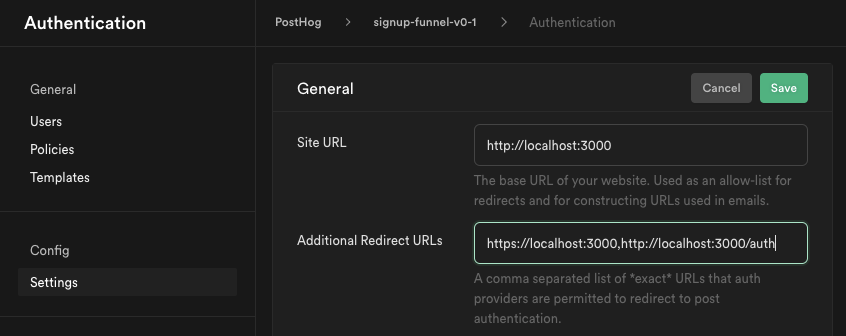 Authentication
PostHog > signup-funnel-v0-1 > Authentication
General
Users
Policies
Templates
Config
Settings
General
Cancel
Save
Site URL
http://localhost:3000
The base URL of your website. Used as an allow-list for
redirects and for constructing URLs used in emails.
Additional Redirect URLs
https://localhost:3000,http://localhost:3000/auth
A comma separated list of *exact* URLs that auth
providers are permitted to redirect to post
authentication.